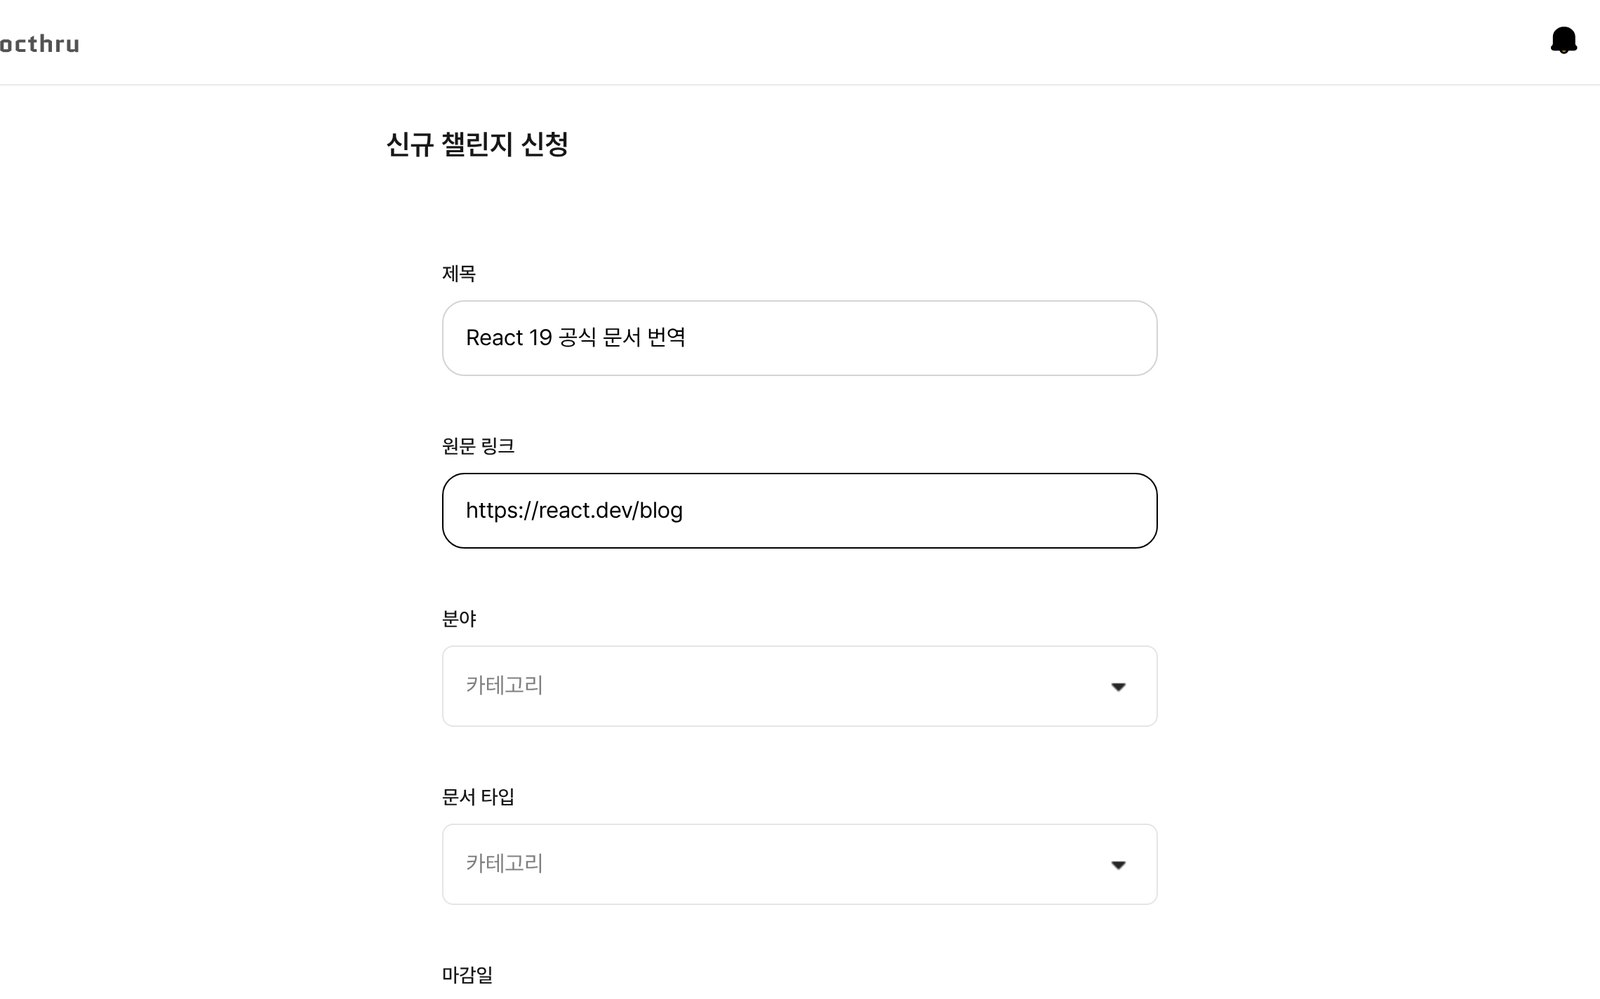 octhru
신규 챌린지 신청
제목
React 19 공식 문서 번역
원문 링크
https://react.dev/blog
분야
카테고리
문서 타입
카테고리
마감일